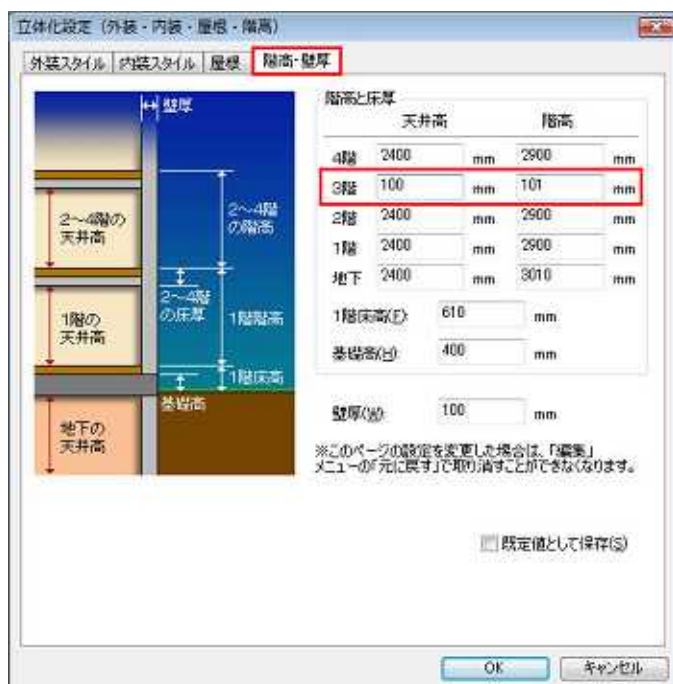 立体化設定（外装・内装・屋根・階高）
外装スタイル 内装スタイル 屋根 階高・壁厚
壁厚
2～4階の
天井高
2～4階
の階高
2～4階
の床厚
1階の
天井高
1階階高
1階床高
基礎高
地下の
天井高
階高と床厚
天井高 階高
4階 2400 mm 2900 mm
3階 100 mm 101 mm
2階 2400 mm 2900 mm
1階 2400 mm 2900 mm
地下 2400 mm 3010 mm
1階床高(F): 610 mm
基礎高(H): 400 mm
壁厚(W): 100 mm
※このページの設定を変更した場合は、「編集」
メニューの「元に戻す」で取り消すことができなくなります。
既定値として保存(S)
OK キャンセル